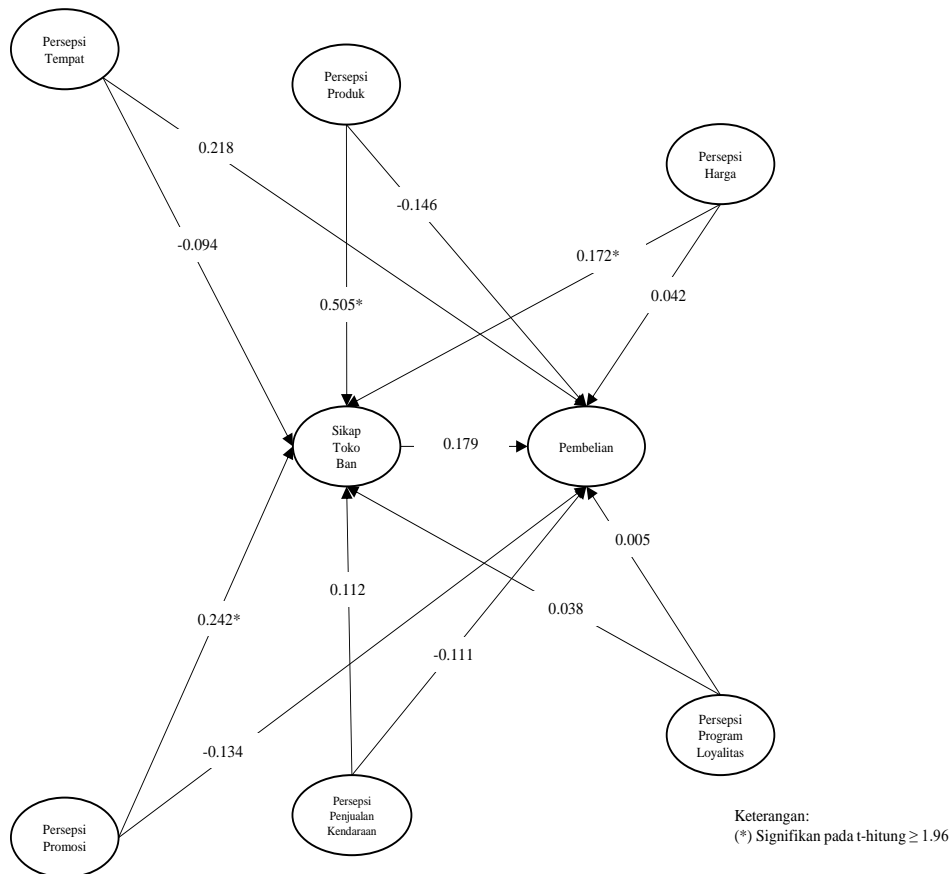 Persepsi
Tempat
Persepsi
Produk
Persepsi
Harga
0.218
-0.146
-0.094
0.172*
0.505*
0.042
Sikap
Toko
Ban
0.179
Pembelian
0.005
0.112
0.038
0.242*
-0.111
-0.134
Persepsi
Program
Loyalitas
Persepsi
Promosi
Persepsi
Penjualan
Kendaraan
Keterangan:
(*) Signifikan pada t-hitung ≥ 1.96